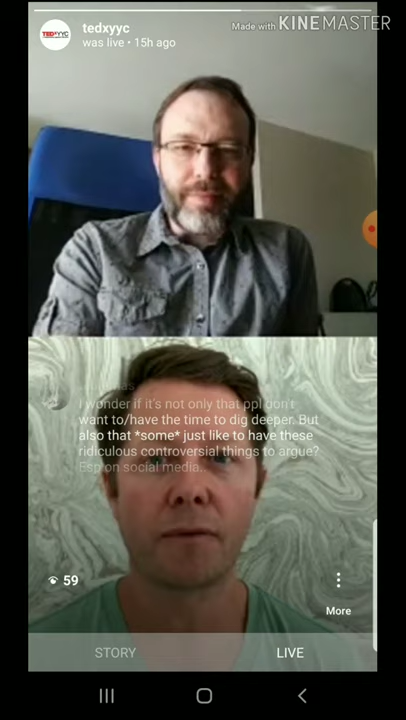 tedxyyc
Made with KINEMASTER
TEDxYYC
was live • 15h ago
I wonder if it's not only that ppl don't
want to/have the time to dig deeper. But
also that *some* just like to have these
ridiculous controversial things to argue?
Esp on social media..
59
More
STORY
LIVE